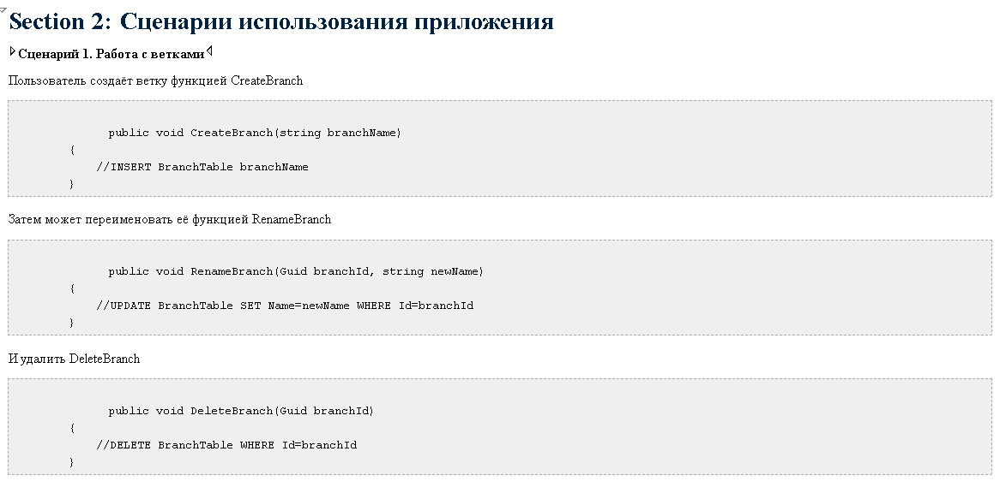 Section 2: Сценарии использования приложения
Сценарий 1. Работа с ветками
Пользователь создаёт ветку функцией CreateBranch
public void CreateBranch(string branchName)
{
//INSERT BranchTable branchName
}
Затем может переименовать её функцией RenameBranch
public void RenameBranch(Guid branchId, string newName)
{
//UPDATE BranchTable SET Name=newName WHERE Id=branchId
}
И удалить DeleteBranch
public void DeleteBranch(Guid branchId)
{
//DELETE BranchTable WHERE Id=branchId
}